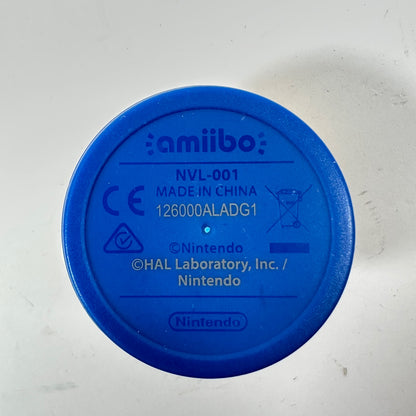 amiibo
NVL-001
MADE IN CHINA
CE 126000ALADG1
©Nintendo
©HAL Laboratory, Inc. /
Nintendo
Nintendo